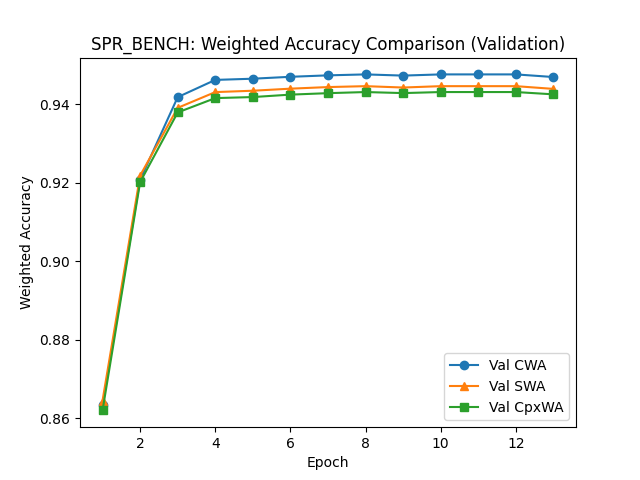 SPR_BENCH: Weighted Accuracy Comparison (Validation)
Weighted Accuracy
0.94
0.92
0.90
0.88
0.86
2 4 6 8 10 12
Epoch
Val CWA
Val SWA
Val CpxWA